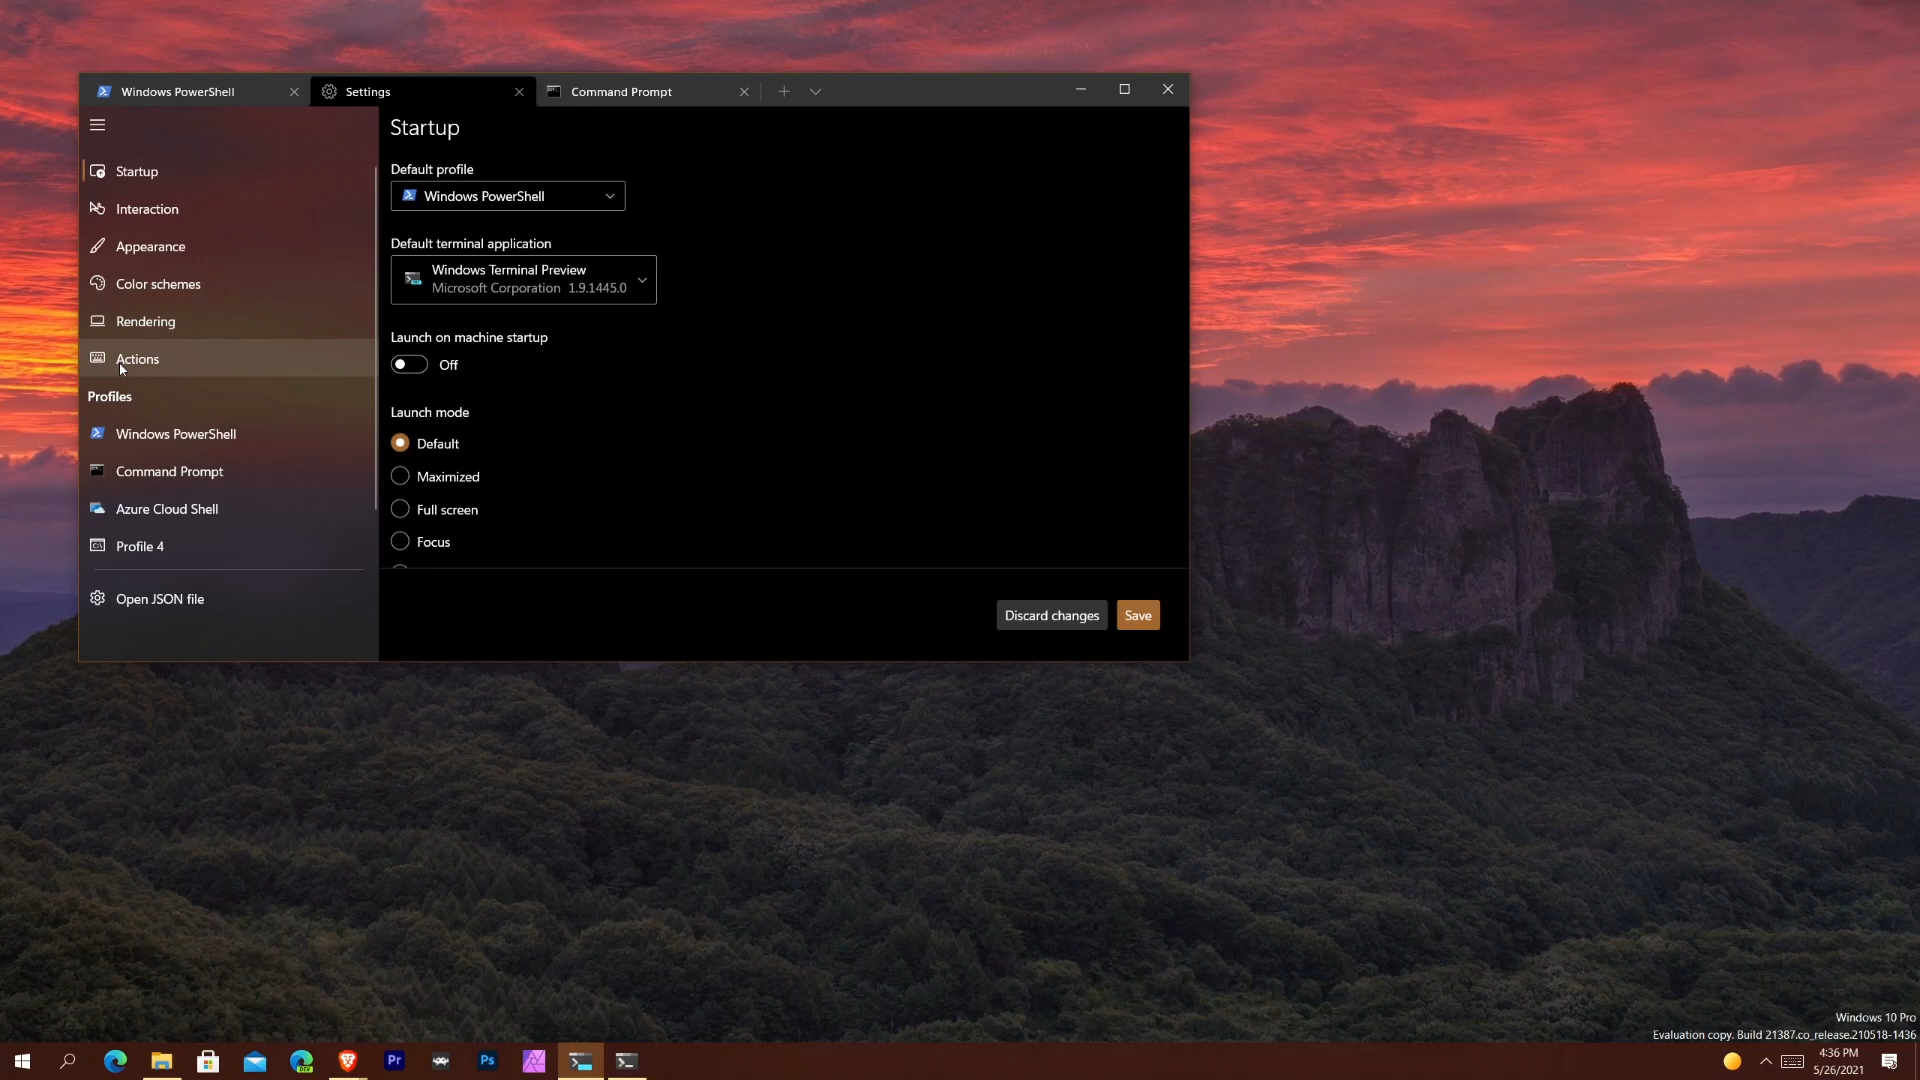 Windows PowerShell
Settings
Command Prompt
Startup
Interaction
Appearance
Color schemes
Rendering
Actions
Profiles
Windows PowerShell
Command Prompt
Azure Cloud Shell
Profile 4
Open JSON file
Startup
Default profile
Windows PowerShell
Default terminal application
Windows Terminal Preview
Microsoft Corporation 1.9.1445.0
Launch on machine startup
Off
Launch mode
Default
Maximized
Full screen
Focus
Discard changes
Save
Windows 10 Pro
Evaluation copy. Build 21387.co_release.210518-1436
DEV
Pr
Ps
4:36 PM
5/26/2021